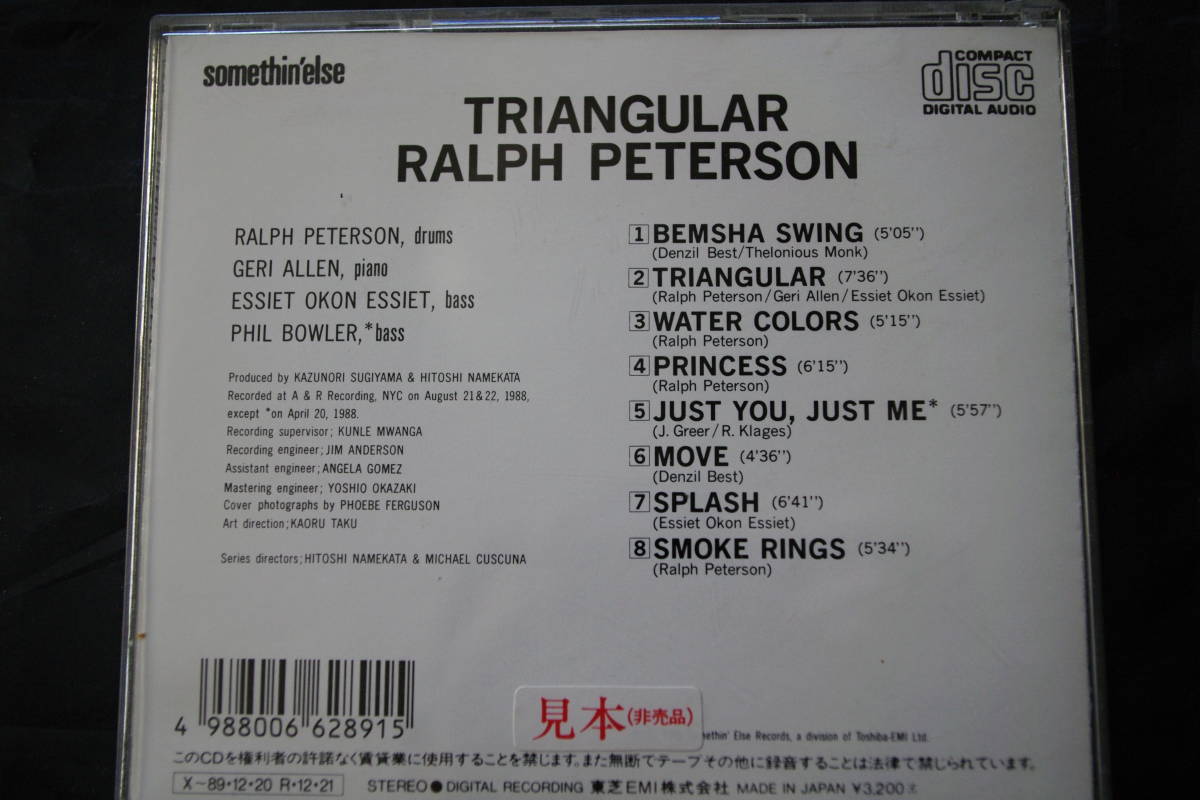 somethin'else
COMPACT
disc
DIGITAL AUDIO
TRIANGULAR
RALPH PETERSON
RALPH PETERSON, drums
GERI ALLEN, piano
ESSIET OKON ESSIET, bass
PHIL BOWLER,*bass
Produced by KAZUNORI SUGIYAMA & HITOSHI NAMEKATA
Recorded at A & R Recording, NYC on August 21&22, 1988,
except *on April 20, 1988.
Recording supervisor; KUNLE MWANGA
Recording engineer; JIM ANDERSON
Assistant engineer; ANGELA GOMEZ
Mastering engineer; YOSHIO OKAZAKI
Cover photographs by PHOEBE FERGUSON
Art direction; KAORU TAKU
Series directors; HITOSHI NAMEKATA & MICHAEL CUSCUNA
1 BEMSHA SWING (5'05'')
(Denzil Best/Thelonious Monk)
2 TRIANGULAR (7'36'')
(Ralph Peterson/Geri Allen/Essiet Okon Essiet)
3 WATER COLORS (5'15'')
(Ralph Peterson)
4 PRINCESS (6'15'')
(Ralph Peterson)
5 JUST YOU, JUST ME* (5'57'')
(J. Greer/R. Klages)
6 MOVE (4'36'')
(Denzil Best)
7 SPLASH (6'41'')
(Essiet Okon Essiet)
8 SMOKE RINGS (5'34'')
(Ralph Peterson)
4 988006 628915
見本(非売品)
Else Records, a division of Toshiba-EMI Ltd.
このCDを権利者の許諾なく賃貸業に使用することを禁じます。また無断でテープその他に録音することは法律で禁じられています。
X-89・12・20 R・12・21 STEREO● DIGITAL RECORDING 東芝EMI株式会社 MADE IN JAPAN ¥3,200